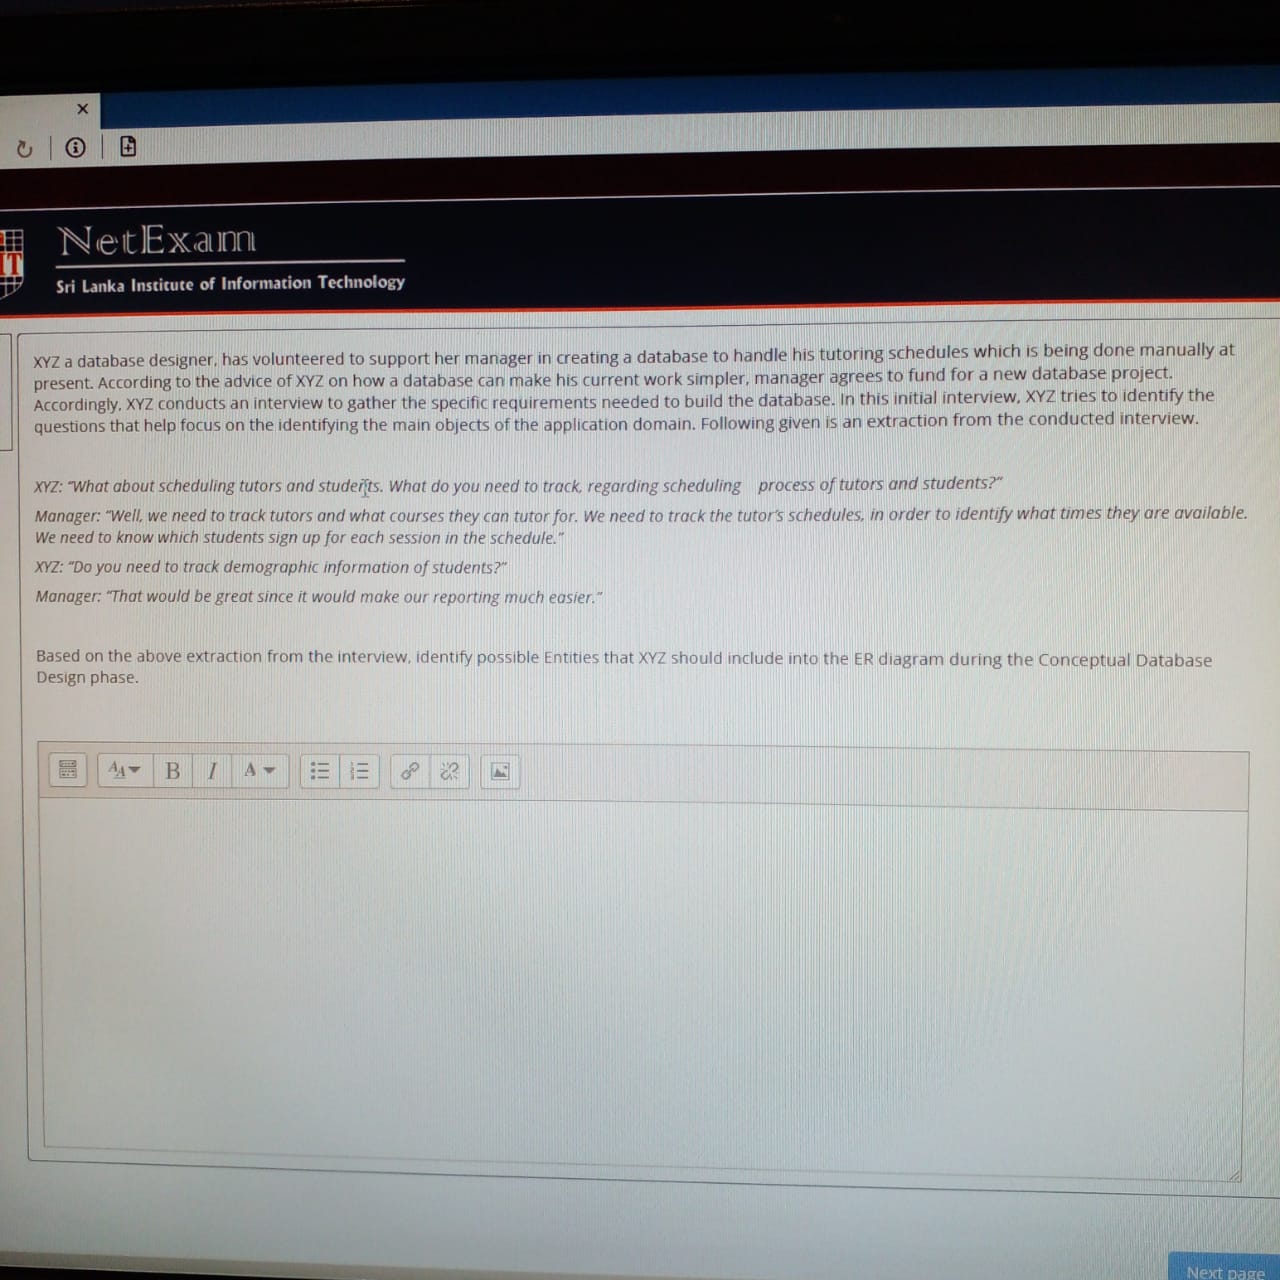 NetExam
IT
Sri Lanka Institute of Information Technology
XYZ a database designer, has volunteered to support her manager in creating a database to handle his tutoring schedules which is being done manually at
present. According to the advice of XYZ on how a database can make his current work simpler, manager agrees to fund for a new database project.
Accordingly, XYZ conducts an interview to gather the specific requirements needed to build the database. In this initial interview, XYZ tries to identify the
questions that help focus on the identifying the main objects of the application domain. Following given is an extraction from the conducted interview.
XYZ: "What about scheduling tutors and students. What do you need to track, regarding scheduling process of tutors and students?"
Manager: "Well, we need to track tutors and what courses they can tutor for. We need to track the tutor's schedules, in order to identify what times they are available.
We need to know which students sign up for each session in the schedule."
XYZ: "Do you need to track demographic information of students?"
Manager: "That would be great since it would make our reporting much easier."
Based on the above extraction from the interview, identify possible Entities that XYZ should include into the ER diagram during the Conceptual Database
Design phase.
B I A
Next page